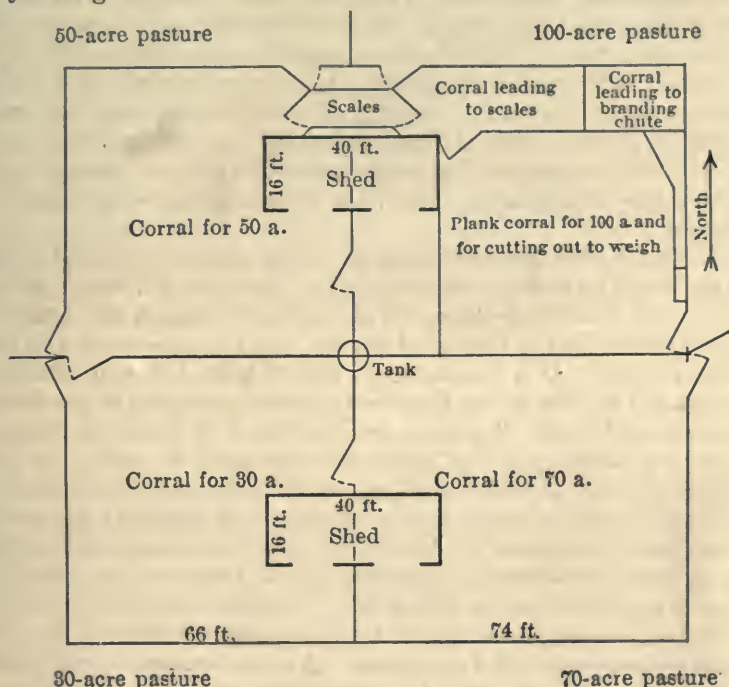 50-acre pasture
100-acre pasture
Scales
Corral leading
to scales
Corral
leading to
branding
chute
16 ft.
40 ft.
Shed
Corral for 50 a.
Plank corral for 100 a. and
for cutting out to weigh
North
Tank
Corral for 30 a.
Corral for 70 a.
16 ft.
40 ft.
Shed
66 ft.
74 ft.
30-acre pasture
70-acre pasture